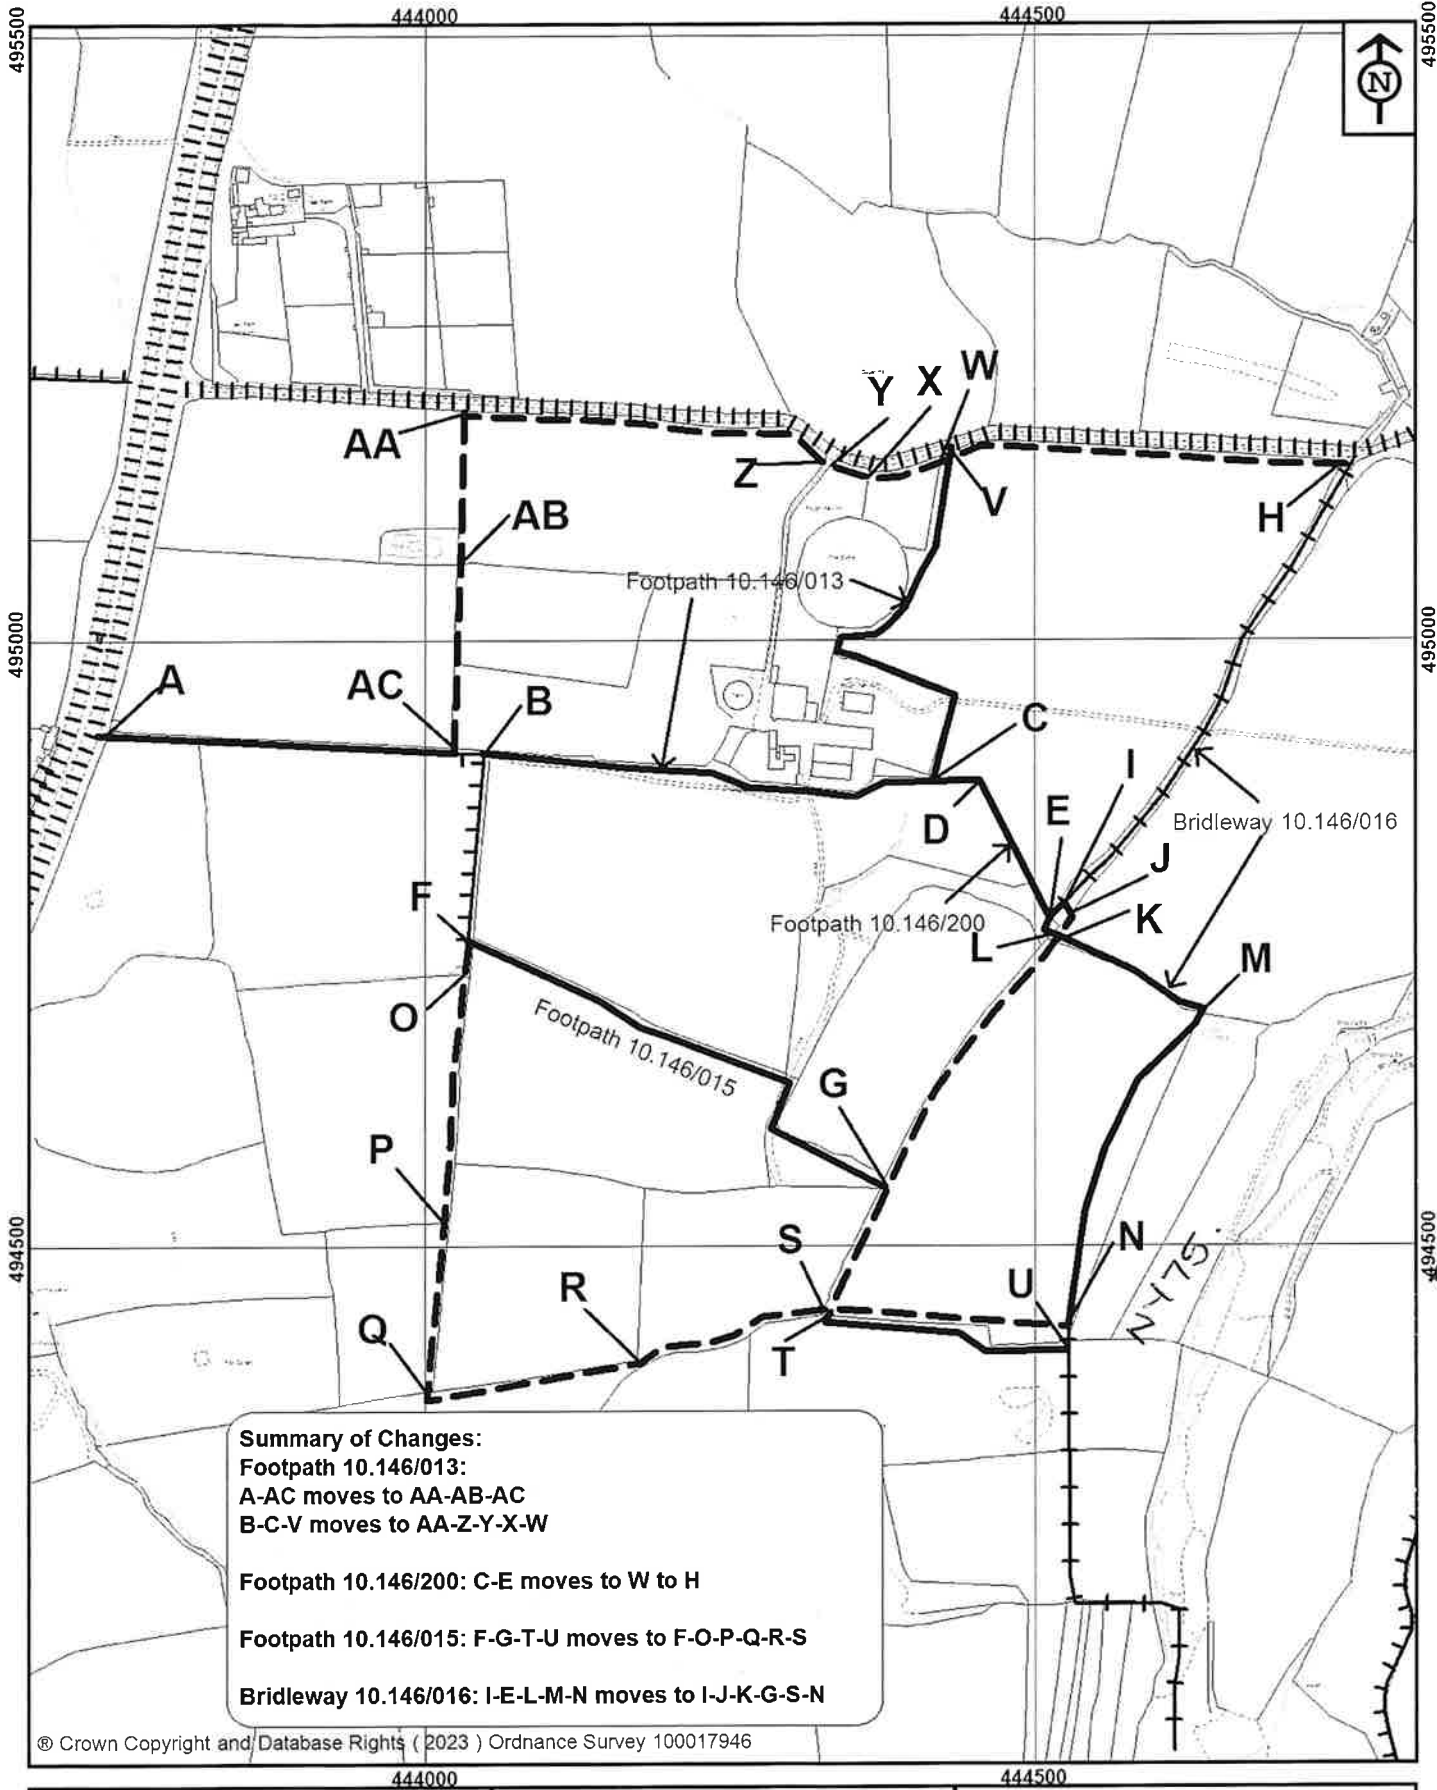 444000
444500
495500
495500
N
W
X
Y
AA
Z
V
H
AB
Footpath 10.146/013
495000
495000
A
AC
B
C
I
E
D
Bridleway 10.146/016
J
F
Footpath 10.146/200
K
L
M
O
Footpath 10.146/015
G
P
S
N
494500
494500
R
U
Q
T
Summary of Changes:
Footpath 10.146/013:
A-AC moves to AA-AB-AC
B-C-V moves to AA-Z-Y-X-W
Footpath 10.146/200: C-E moves to W to H
Footpath 10.146/015: F-G-T-U moves to F-O-P-Q-R-S
Bridleway 10.146/016: I-E-L-M-N moves to I-J-K-G-S-N
® Crown Copyright and Database Rights ( 2023 ) Ordnance Survey 100017946
444000
444500